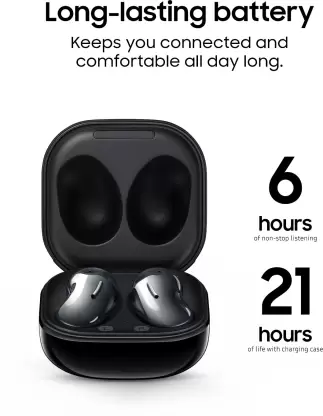 Long-lasting battery
Keeps you connected and
comfortable all day long.
6
hours
of non-stop listening
21
hours
of life with charging case